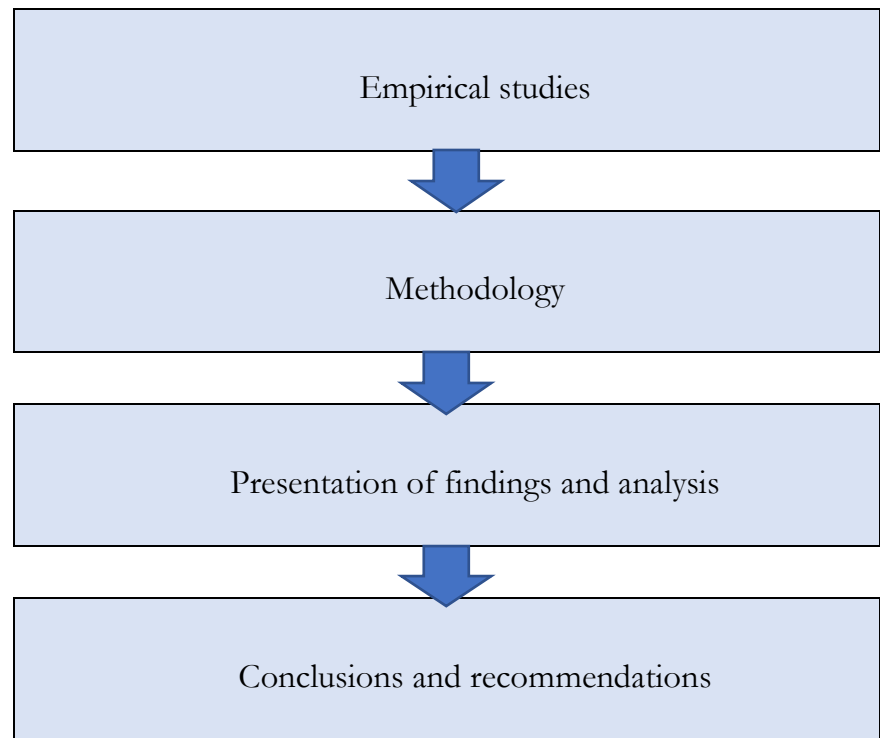 Empirical studies
Methodology
Presentation of findings and analysis
Conclusions and recommendations